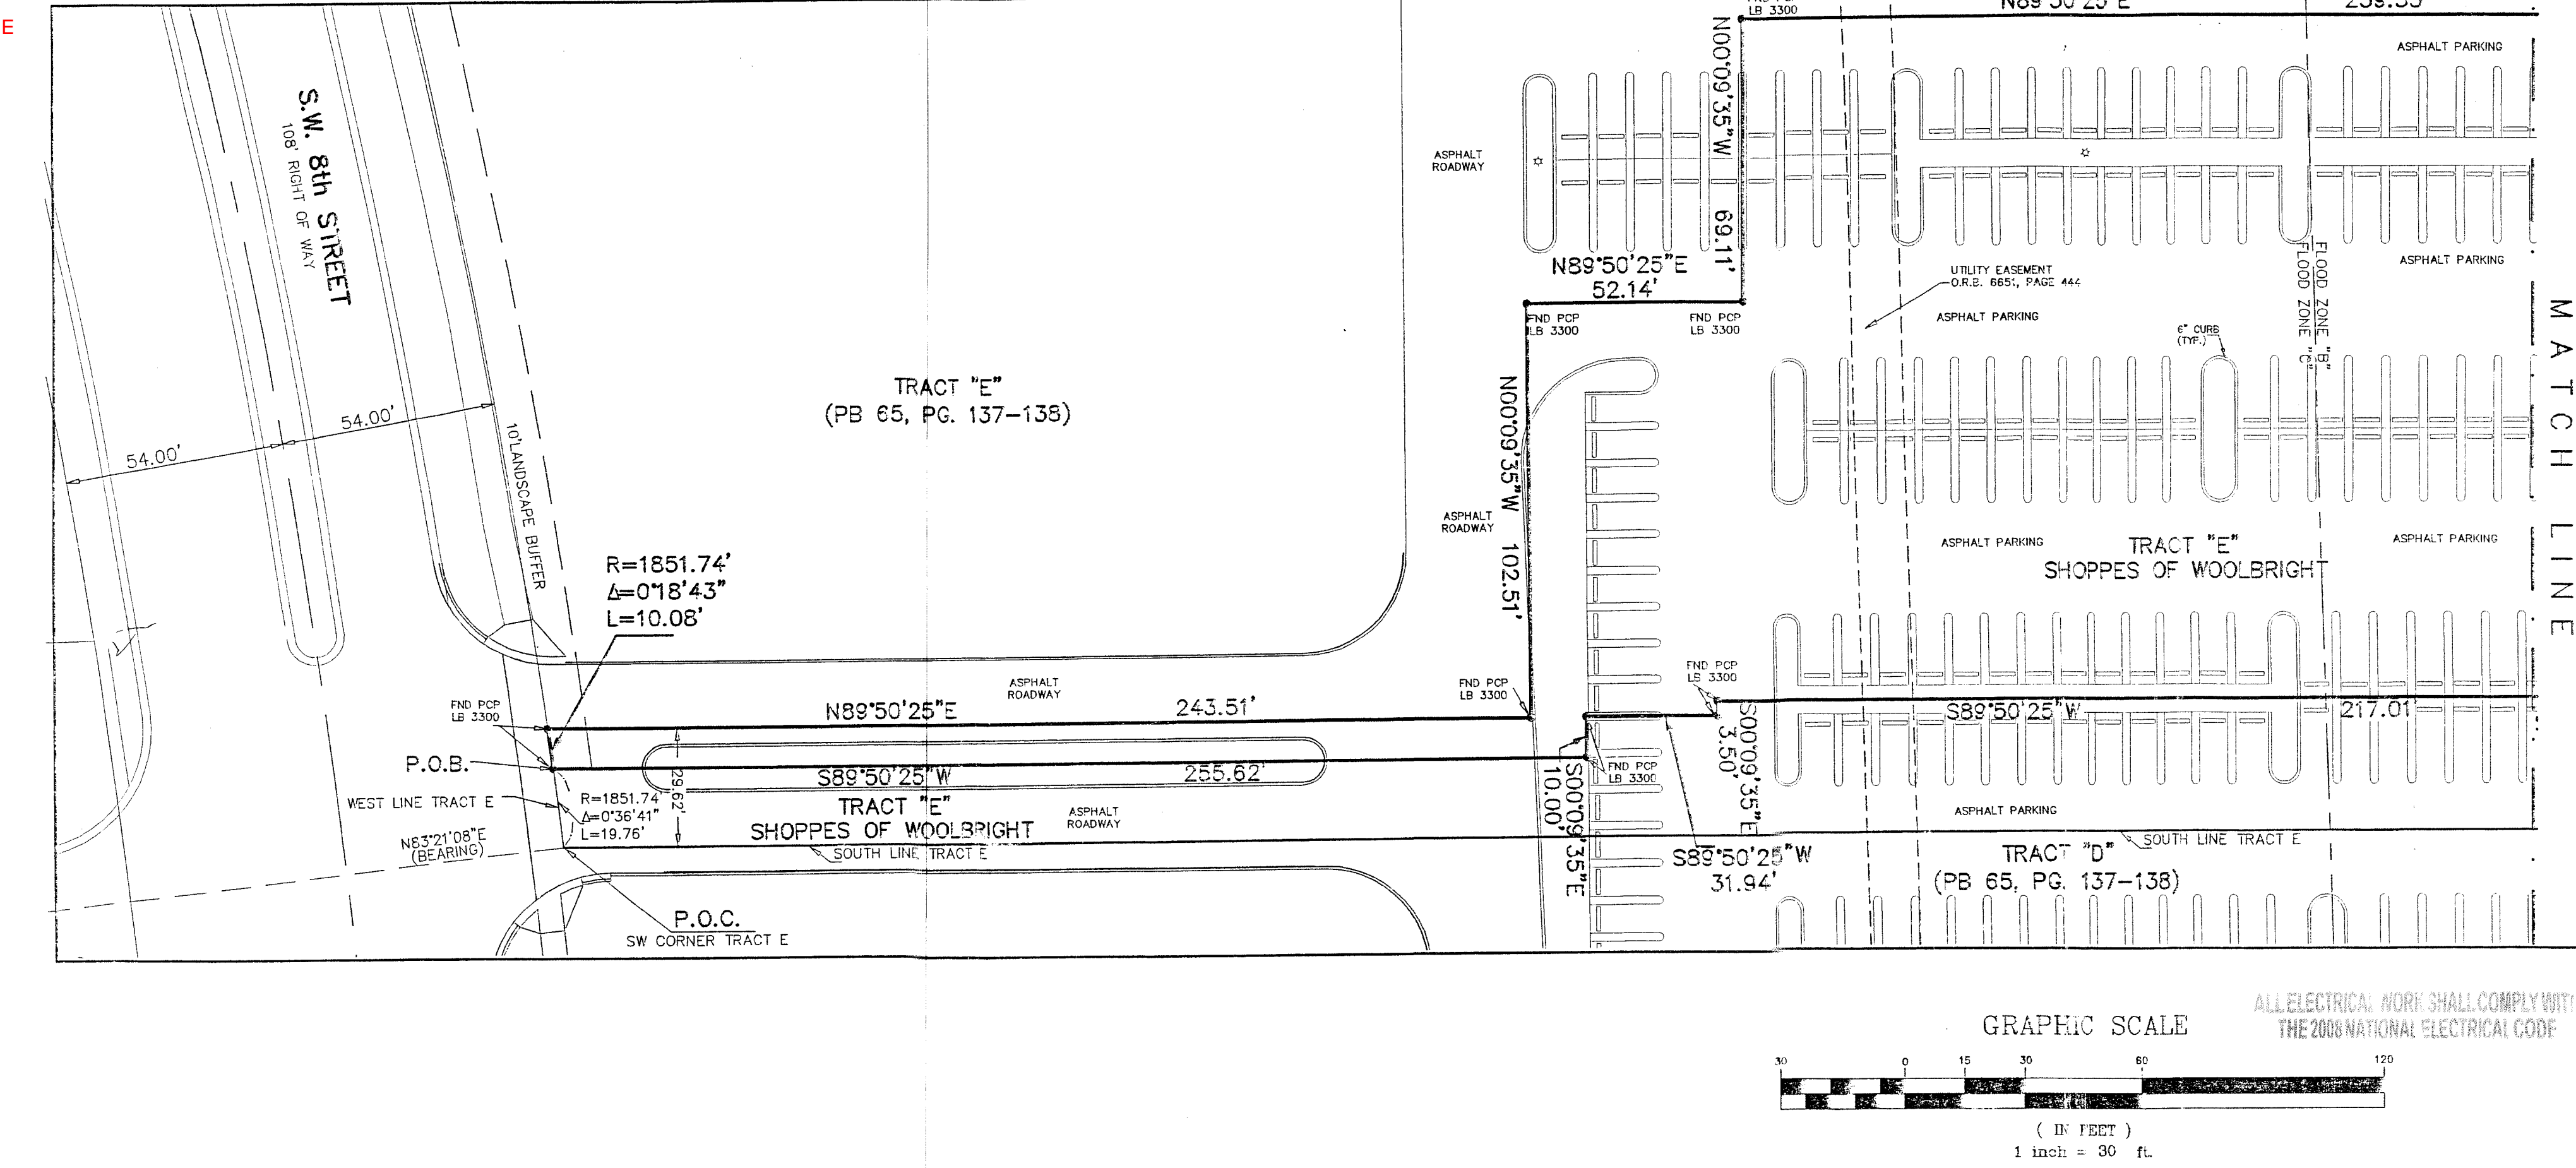 E
LB 3300
N89°50'25"E
ASPHALT PARKING
S.W. 8th STREET
108' RIGHT OF WAY
N00°09'35"W 69.11'
ASPHALT
ROADWAY
N89°50'25"E
52.14'
FND PCP
LB 3300
FND PCP
LB 3300
UTILITY EASEMENT
O.R.B. 6651, PAGE 444
ASPHALT PARKING
ASPHALT PARKING
FLOOD ZONE "B"
FLOOD ZONE "C"
6" CURB
(TYP.)
MATCH LINE
TRACT "E"
(PB 65, PG. 137-138)
54.00'
54.00'
10'LANDSCAPE BUFFER
N00°09'35"W 102.51'
ASPHALT
ROADWAY
ASPHALT PARKING
ASPHALT PARKING
TRACT "E"
SHOPPES OF WOOLBRIGHT
R=1851.74'
Δ=0°18'43"
L=10.08'
ASPHALT
ROADWAY
FND PCP
LB 3300
FND PCP
LB 3300
FND PCP
LB 3300
N89°50'25"E
243.51'
S89°50'25"W
217.01'
S00°09'35"E
3.50'
P.O.B.
29.62'
S89°50'25"W
255.62'
FND PCP
LB 3300
S00°09'35"E
10.00'
WEST LINE TRACT E
R=1851.74'
Δ=0°36'41"
L=19.76'
TRACT "E"
SHOPPES OF WOOLBRIGHT
ASPHALT
ROADWAY
ASPHALT PARKING
N83°21'08"E
(BEARING)
SOUTH LINE TRACT E
S89°50'25"W
31.94'
SOUTH LINE TRACT E
TRACT "D"
(PB 65, PG. 137-138)
P.O.C.
SW CORNER TRACT E
GRAPHIC SCALE
ALL ELECTRICAL WORK SHALL COMPLY WITH
THE 2008 NATIONAL ELECTRICAL CODE
30 0 15 30 60 120
( IN FEET )
1 inch = 30 ft.